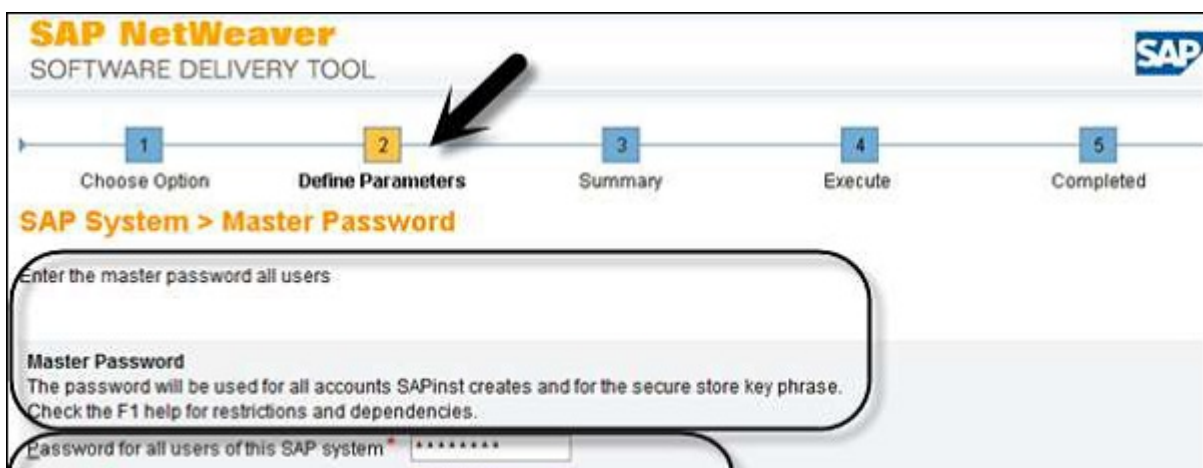 SAP NetWeaver
SOFTWARE DELIVERY TOOL
SAP
1 2 3 4 5
Choose Option Define Parameters Summary Execute Completed
SAP System > Master Password
Enter the master password all users
Master Password
The password will be used for all accounts SAPinst creates and for the secure store key phrase.
Check the F1 help for restrictions and dependencies.
Password for all users of this SAP system * ********